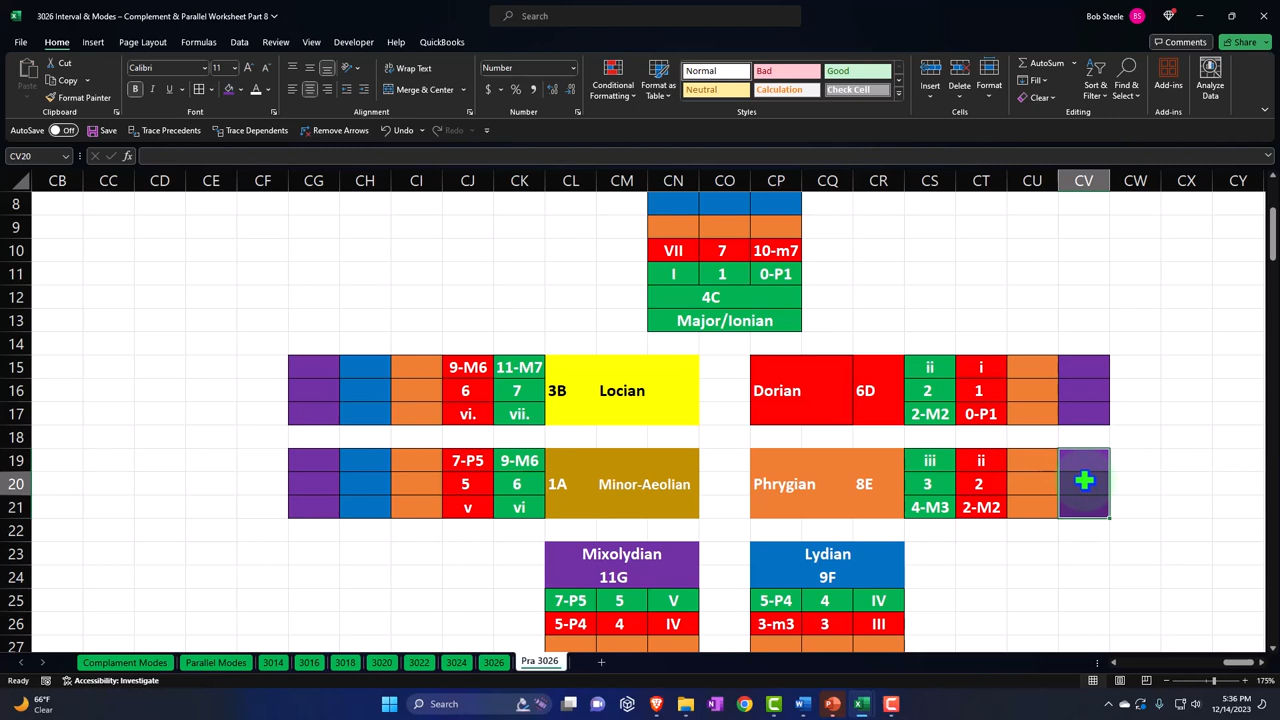 3026 Interval & Modes – Complement & Parallel Worksheet Part 8
Search
Bob Steele BS
File Home Insert Page Layout Formulas Data Review View Developer Help QuickBooks
Comments Share
Paste
Cut
Copy
Format Painter
Clipboard
Calibri 11
B I U
Font
Wrap Text
Merge & Center
Alignment
Number
$ % 9
Number
Conditional Formatting
Format as Table
Normal Bad Good
Neutral Calculation Check Cell
Styles
Insert Delete Format
Cells
AutoSum
Fill
Clear
Sort & Filter
Find & Select
Editing
Add-ins
Add-ins
Analyze Data
AutoSave Off Save Trace Precedents Trace Dependents Remove Arrows Undo Redo
CV20 fx
CB CC CD CE CF CG CH CI CJ CK CL CM CN CO CP CQ CR CS CT CU CV CW CX CY
8
9
10 VII 7 10-m7
11 I 1 0-P1
12 4C
13 Major/Ionian
14
15 9-M6 11-M7 ii i
16 6 7 3B Locian Dorian 6D 2 1
17 vi. vii. 2-M2 0-P1
18
19 7-P5 9-M6 iii ii
20 5 6 1A Minor-Aeolian Phrygian 8E 3 2
21 v vi 4-M3 2-M2
22
23 Mixolydian Lydian
24 11G 9F
25 7-P5 5 V 5-P4 4 IV
26 5-P4 4 IV 3-m3 3 III
27
Complament Modes Parallel Modes 3014 3016 3018 3020 3022 3024 3026 Pra 3026
Ready Accessibility: Investigate 175%
66°F
Clear
Search
5:36 PM
12/14/2023